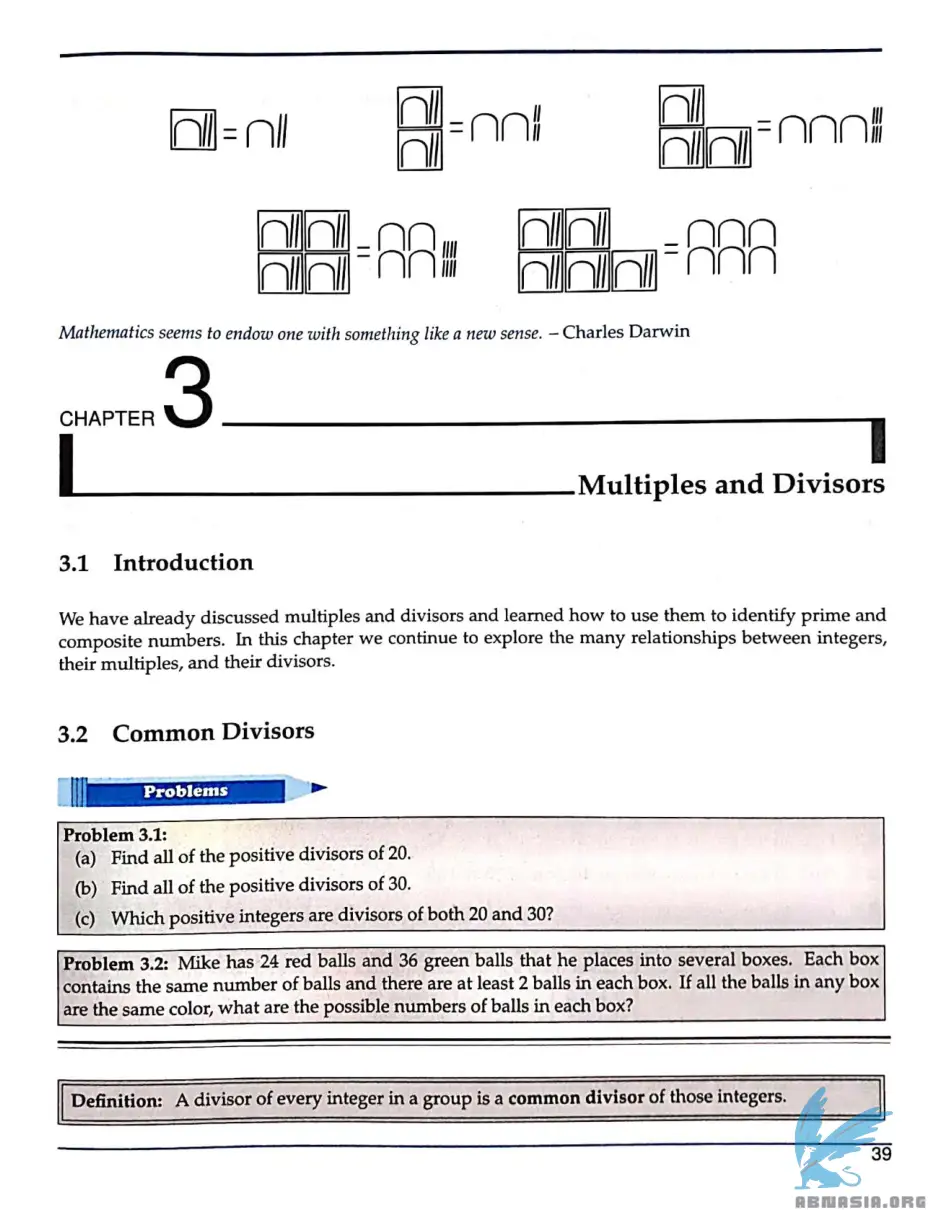 Mathematics seems to endow one with something like a new sense. – Charles Darwin
CHAPTER 3
Multiples and Divisors
3.1 Introduction
We have already discussed multiples and divisors and learned how to use them to identify prime and
composite numbers. In this chapter we continue to explore the many relationships between integers,
their multiples, and their divisors.
3.2 Common Divisors
Problems
Problem 3.1:
(a) Find all of the positive divisors of 20.
(b) Find all of the positive divisors of 30.
(c) Which positive integers are divisors of both 20 and 30?
Problem 3.2: Mike has 24 red balls and 36 green balls that he places into several boxes. Each box
contains the same number of balls and there are at least 2 balls in each box. If all the balls in any box
are the same color, what are the possible numbers of balls in each box?
Definition: A divisor of every integer in a group is a common divisor of those integers.
39
ABNASIA.ORG